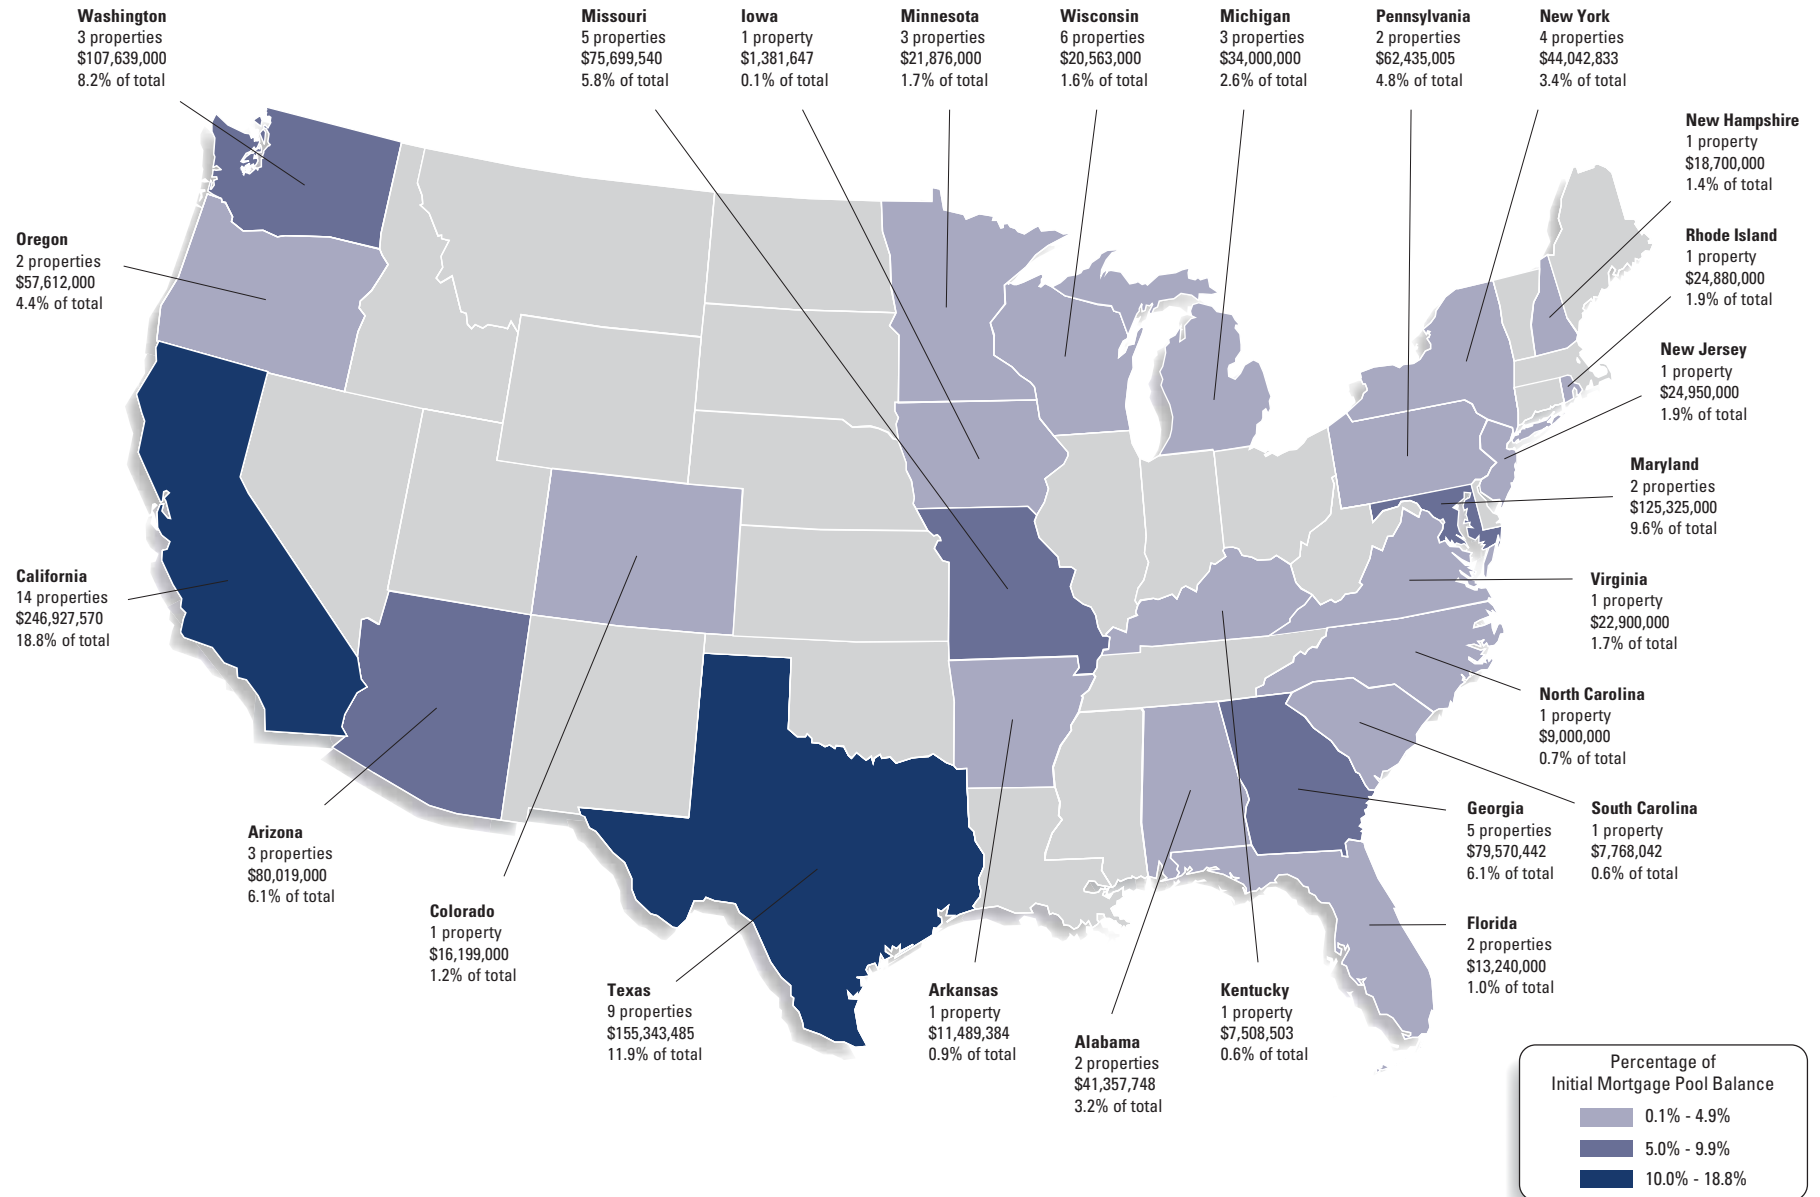 Washington
3 properties
$107,639,000
8.2% of total
Missouri
5 properties
$75,699,540
5.8% of total
Iowa
1 property
$1,381,647
0.1% of total
Minnesota
3 properties
$21,876,000
1.7% of total
Wisconsin
6 properties
$20,563,000
1.6% of total
Michigan
3 properties
$34,000,000
2.6% of total
Pennsylvania
2 properties
$62,435,005
4.8% of total
New York
4 properties
$44,042,833
3.4% of total
New Hampshire
1 property
$18,700,000
1.4% of total
Rhode Island
1 property
$24,880,000
1.9% of total
New Jersey
1 property
$24,950,000
1.9% of total
Maryland
2 properties
$125,325,000
9.6% of total
Virginia
1 property
$22,900,000
1.7% of total
North Carolina
1 property
$9,000,000
0.7% of total
South Carolina
1 property
$7,768,042
0.6% of total
Georgia
5 properties
$79,570,442
6.1% of total
Florida
2 properties
$13,240,000
1.0% of total
Kentucky
1 property
$7,508,503
0.6% of total
Alabama
2 properties
$41,357,748
3.2% of total
Arkansas
1 property
$11,489,384
0.9% of total
Texas
9 properties
$155,343,485
11.9% of total
Colorado
1 property
$16,199,000
1.2% of total
Arizona
3 properties
$80,019,000
6.1% of total
California
14 properties
$246,927,570
18.8% of total
Oregon
2 properties
$57,612,000
4.4% of total
Percentage of
Initial Mortgage Pool Balance
0.1% - 4.9%
5.0% - 9.9%
10.0% - 18.8%